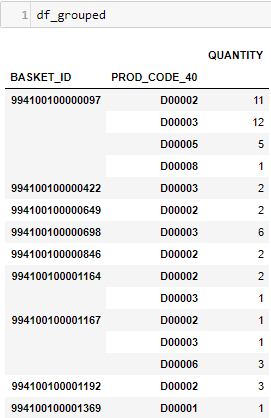 1 df_grouped
QUANTITY
BASKET_ID PROD_CODE_40
994100100000097 D00002 11
D00003 12
D00005 5
D00008 1
994100100000422 D00003 2
994100100000649 D00002 2
994100100000698 D00003 6
994100100000846 D00002 2
994100100001164 D00002 2
D00003 1
994100100001167 D00002 1
D00003 1
D00006 3
994100100001192 D00002 3
994100100001369 D00001 1